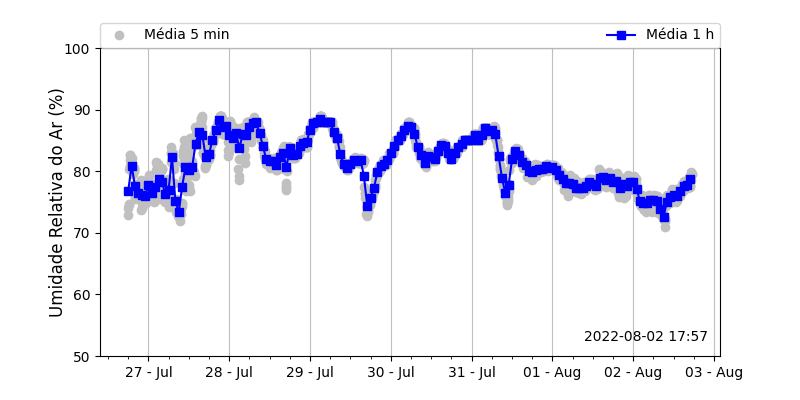 Média 5 min
Média 1 h
Umidade Relativa do Ar (%)
100
90
80
70
60
50
2022-08-02 17:57
27 - Jul
28 - Jul
29 - Jul
30 - Jul
31 - Jul
01 - Aug
02 - Aug
03 - Aug